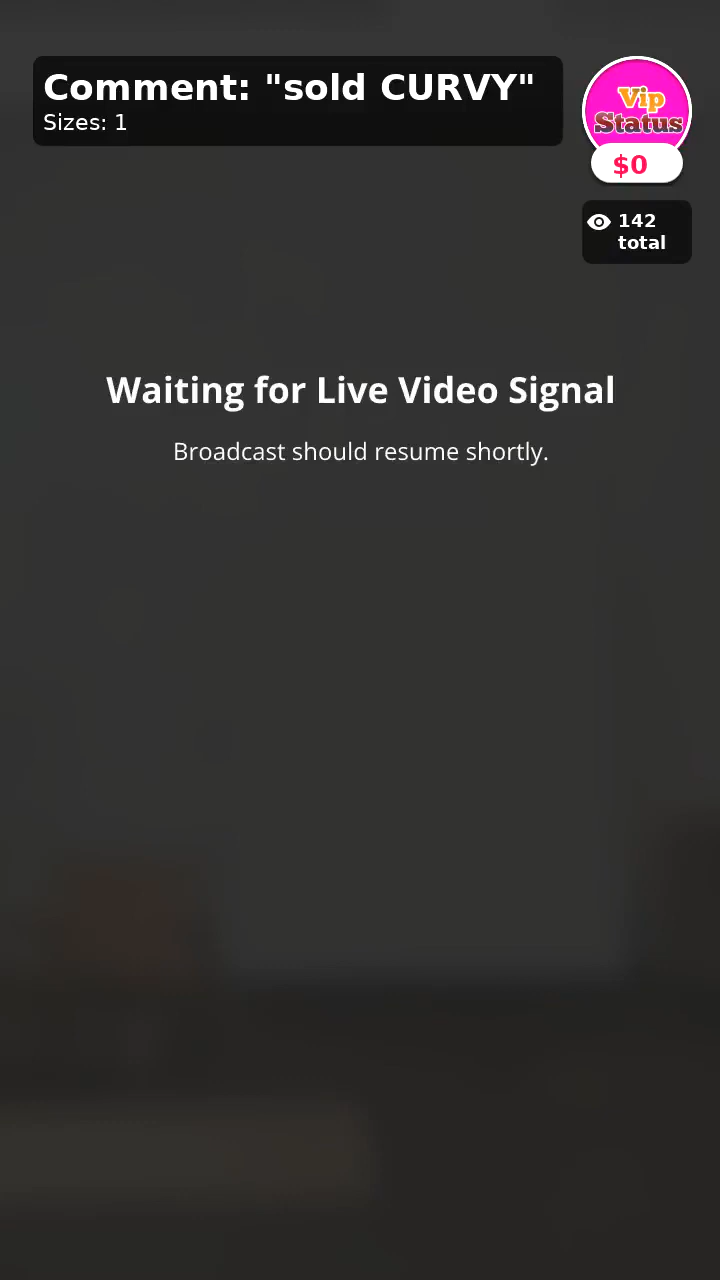 Comment: "sold CURVY"
Sizes: 1
Vip
Status
$0
142
total
Waiting for Live Video Signal
Broadcast should resume shortly.